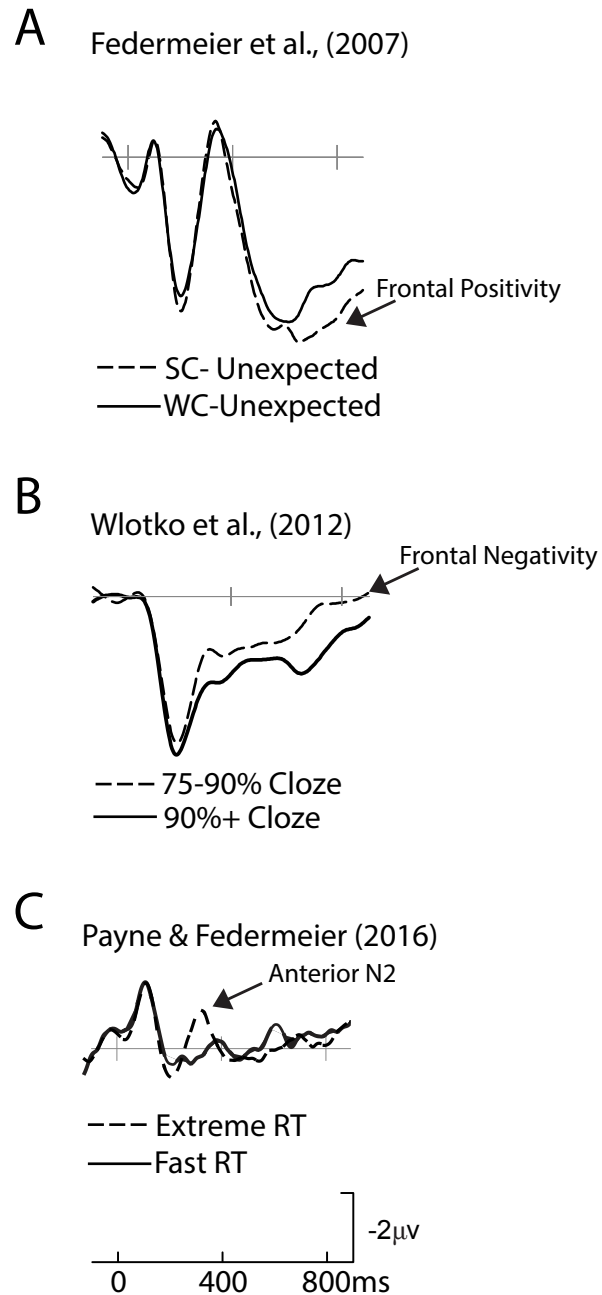 A
Federmeier et al., (2007)
Frontal Positivity
SC- Unexpected
WC-Unexpected
B
Wlotko et al., (2012)
Frontal Negativity
75-90% Cloze
90%+ Cloze
C
Payne & Federmeier (2016)
Anterior N2
Extreme RT
Fast RT
-2μv
0 400 800ms